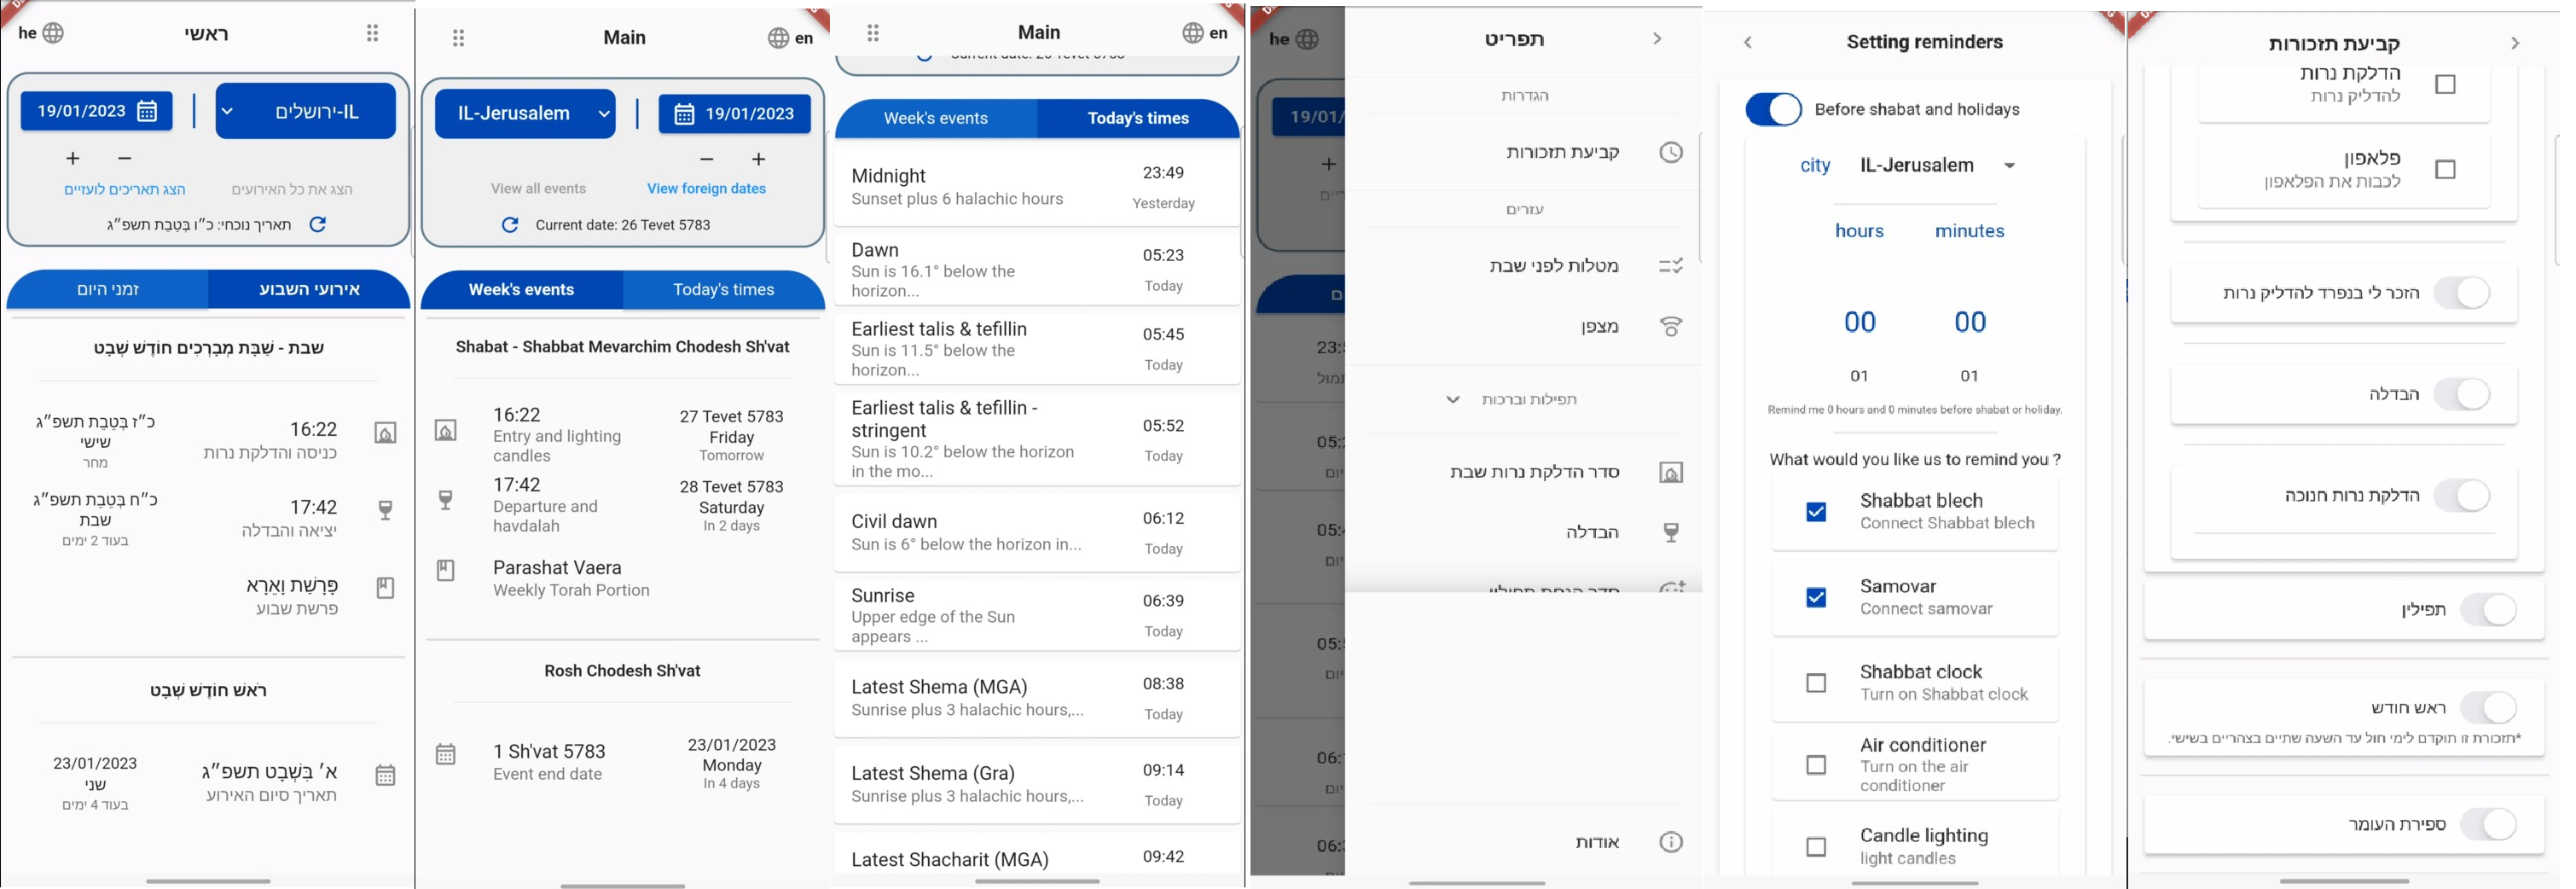 he
ראשי
19/01/2023
IL-ירושלים
+ −
הצג את כל האירועים
הצג תאריכים לועזיים
תאריך נוכחי: כ״ו בְּטֵבֵת תשפ״ג
אירועי השבוע
זמני היום
שבת - שַׁבָּת מְבָרְכִים חוֹדֶשׁ שְׁבָט
16:22
כניסה והדלקת נרות
כ״ז בְּטֵבֵת תשפ״ג
שישי
מחר
17:42
יציאה והבדלה
כ״ח בְּטֵבֵת תשפ״ג
שבת
בעוד 2 ימים
פָּרָשַׁת וָאֵרָא
פרשת שבוע
רֹאשׁ חוֹדֶשׁ שְׁבָט
א׳ בִּשְׁבָט תשפ״ג
תאריך סיום האירוע
23/01/2023
שני
בעוד 4 ימים
Main
en
IL-Jerusalem
19/01/2023
− +
View all events
View foreign dates
Current date: 26 Tevet 5783
Week's events
Today's times
Shabat - Shabbat Mevarchim Chodesh Sh'vat
16:22
Entry and lighting
candles
27 Tevet 5783
Friday
Tomorrow
17:42
Departure and
havdalah
28 Tevet 5783
Saturday
In 2 days
Parashat Vaera
Weekly Torah Portion
Rosh Chodesh Sh'vat
1 Sh'vat 5783
Event end date
23/01/2023
Monday
In 4 days
Main
en
Current date: 26 Tevet 5783
Week's events
Today's times
Midnight
Sunset plus 6 halachic hours
23:49
Yesterday
Dawn
Sun is 16.1° below the
horizon...
05:23
Today
Earliest talis & tefillin
Sun is 11.5° below the
horizon...
05:45
Today
Earliest talis & tefillin -
stringent
Sun is 10.2° below the horizon
in the mo...
05:52
Today
Civil dawn
Sun is 6° below the horizon in...
06:12
Today
Sunrise
Upper edge of the Sun
appears ...
06:39
Today
Latest Shema (MGA)
Sunrise plus 3 halachic hours,...
08:38
Today
Latest Shema (Gra)
Sunrise plus 3 halachic hours,...
09:14
Today
Latest Shacharit (MGA)
09:42
he
19/01/
+
23:
05:
05:
05:
05:
06:
06:
תפריט
הגדרות
קביעת תזכורות
עזרים
מטלות לפני שבת
מצפן
תפילות וברכות
סדר הדלקת נרות שבת
הבדלה
סדר הנחת תפילין
אודות
Setting reminders
Before shabat and holidays
city IL-Jerusalem
hours minutes
00 00
01 01
Remind me 0 hours and 0 minutes before shabat or holiday.
What would you like us to remind you ?
Shabbat blech
Connect Shabbat blech
Samovar
Connect samovar
Shabbat clock
Turn on Shabbat clock
Air conditioner
Turn on the air
conditioner
Candle lighting
light candles
קביעת תזכורות
הדלקת נרות
להדליק נרות
פלאפון
לכבות את הפלאפון
הזכר לי בנפרד להדליק נרות
הבדלה
הדלקת נרות חנוכה
תפילין
ראש חודש
*תזכורת זו תוקדם לימי חול עד השעה שתיים בצהריים בשישי.
ספירת העומר